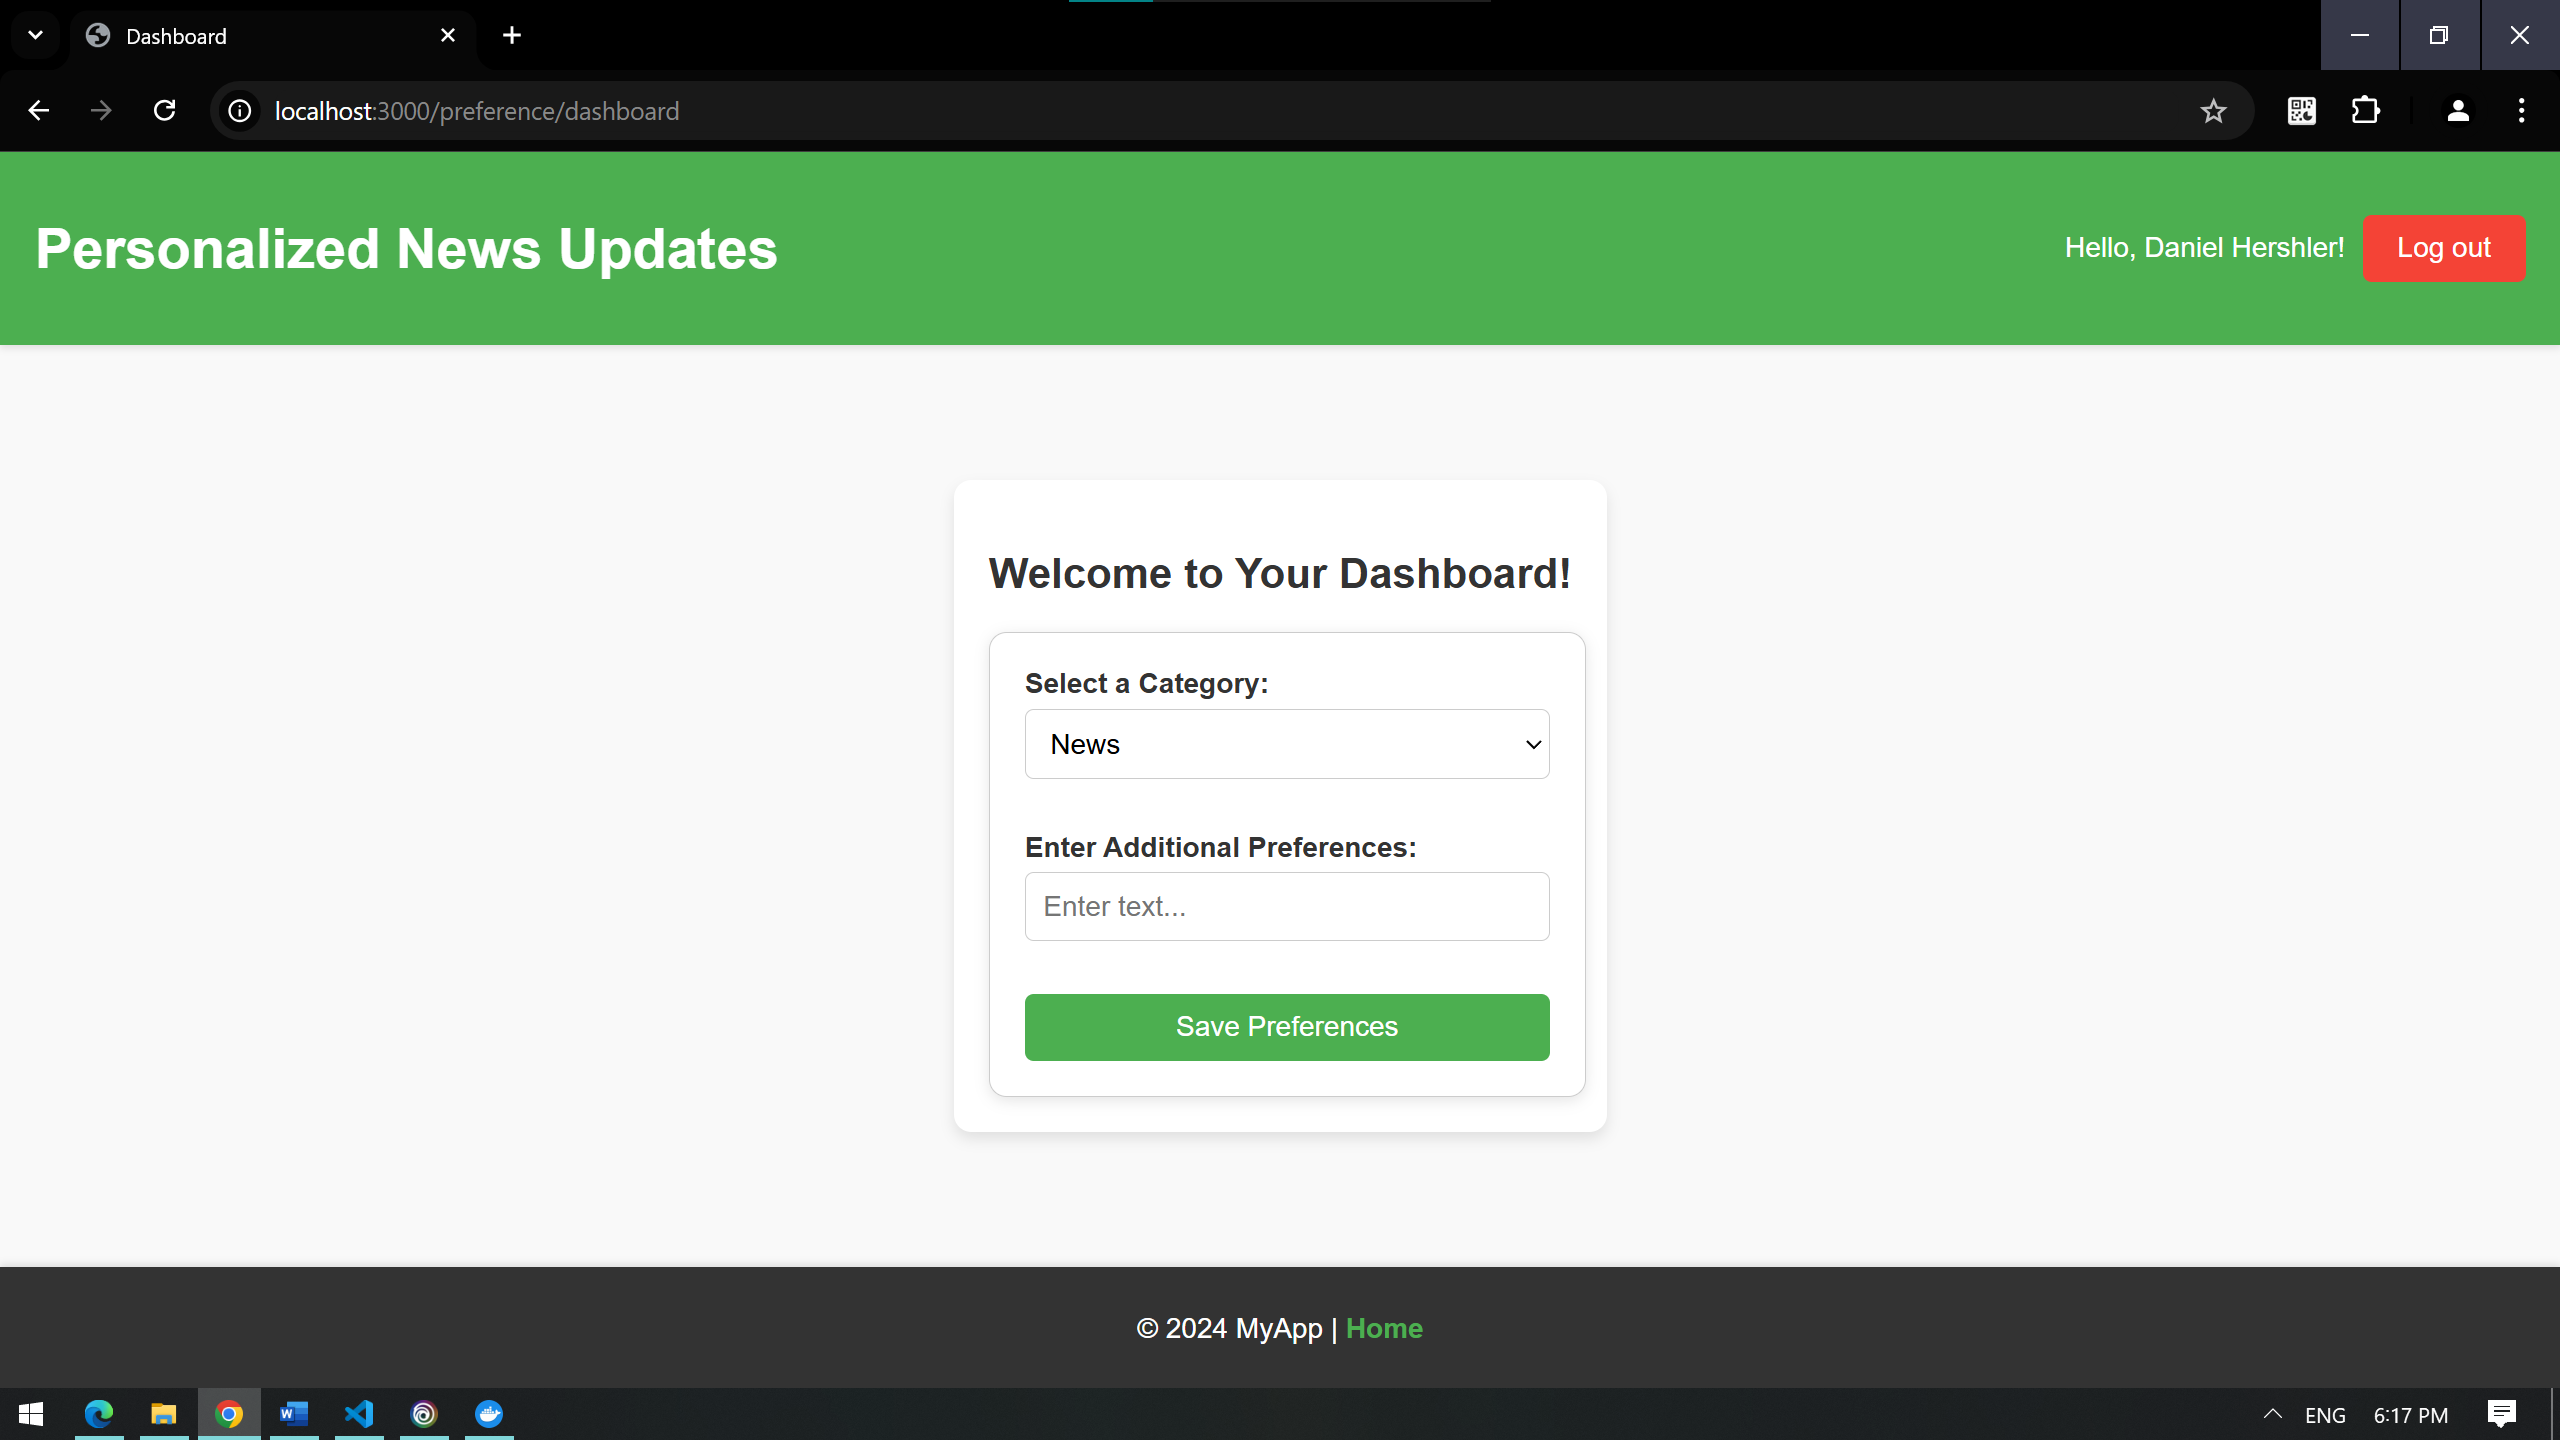 Dashboard
localhost:3000/preference/dashboard
Personalized News Updates
Hello, Daniel Hershler!
Log out
Welcome to Your Dashboard!
Select a Category:
News
Enter Additional Preferences:
Enter text...
Save Preferences
© 2024 MyApp | Home
ENG
6:17 PM